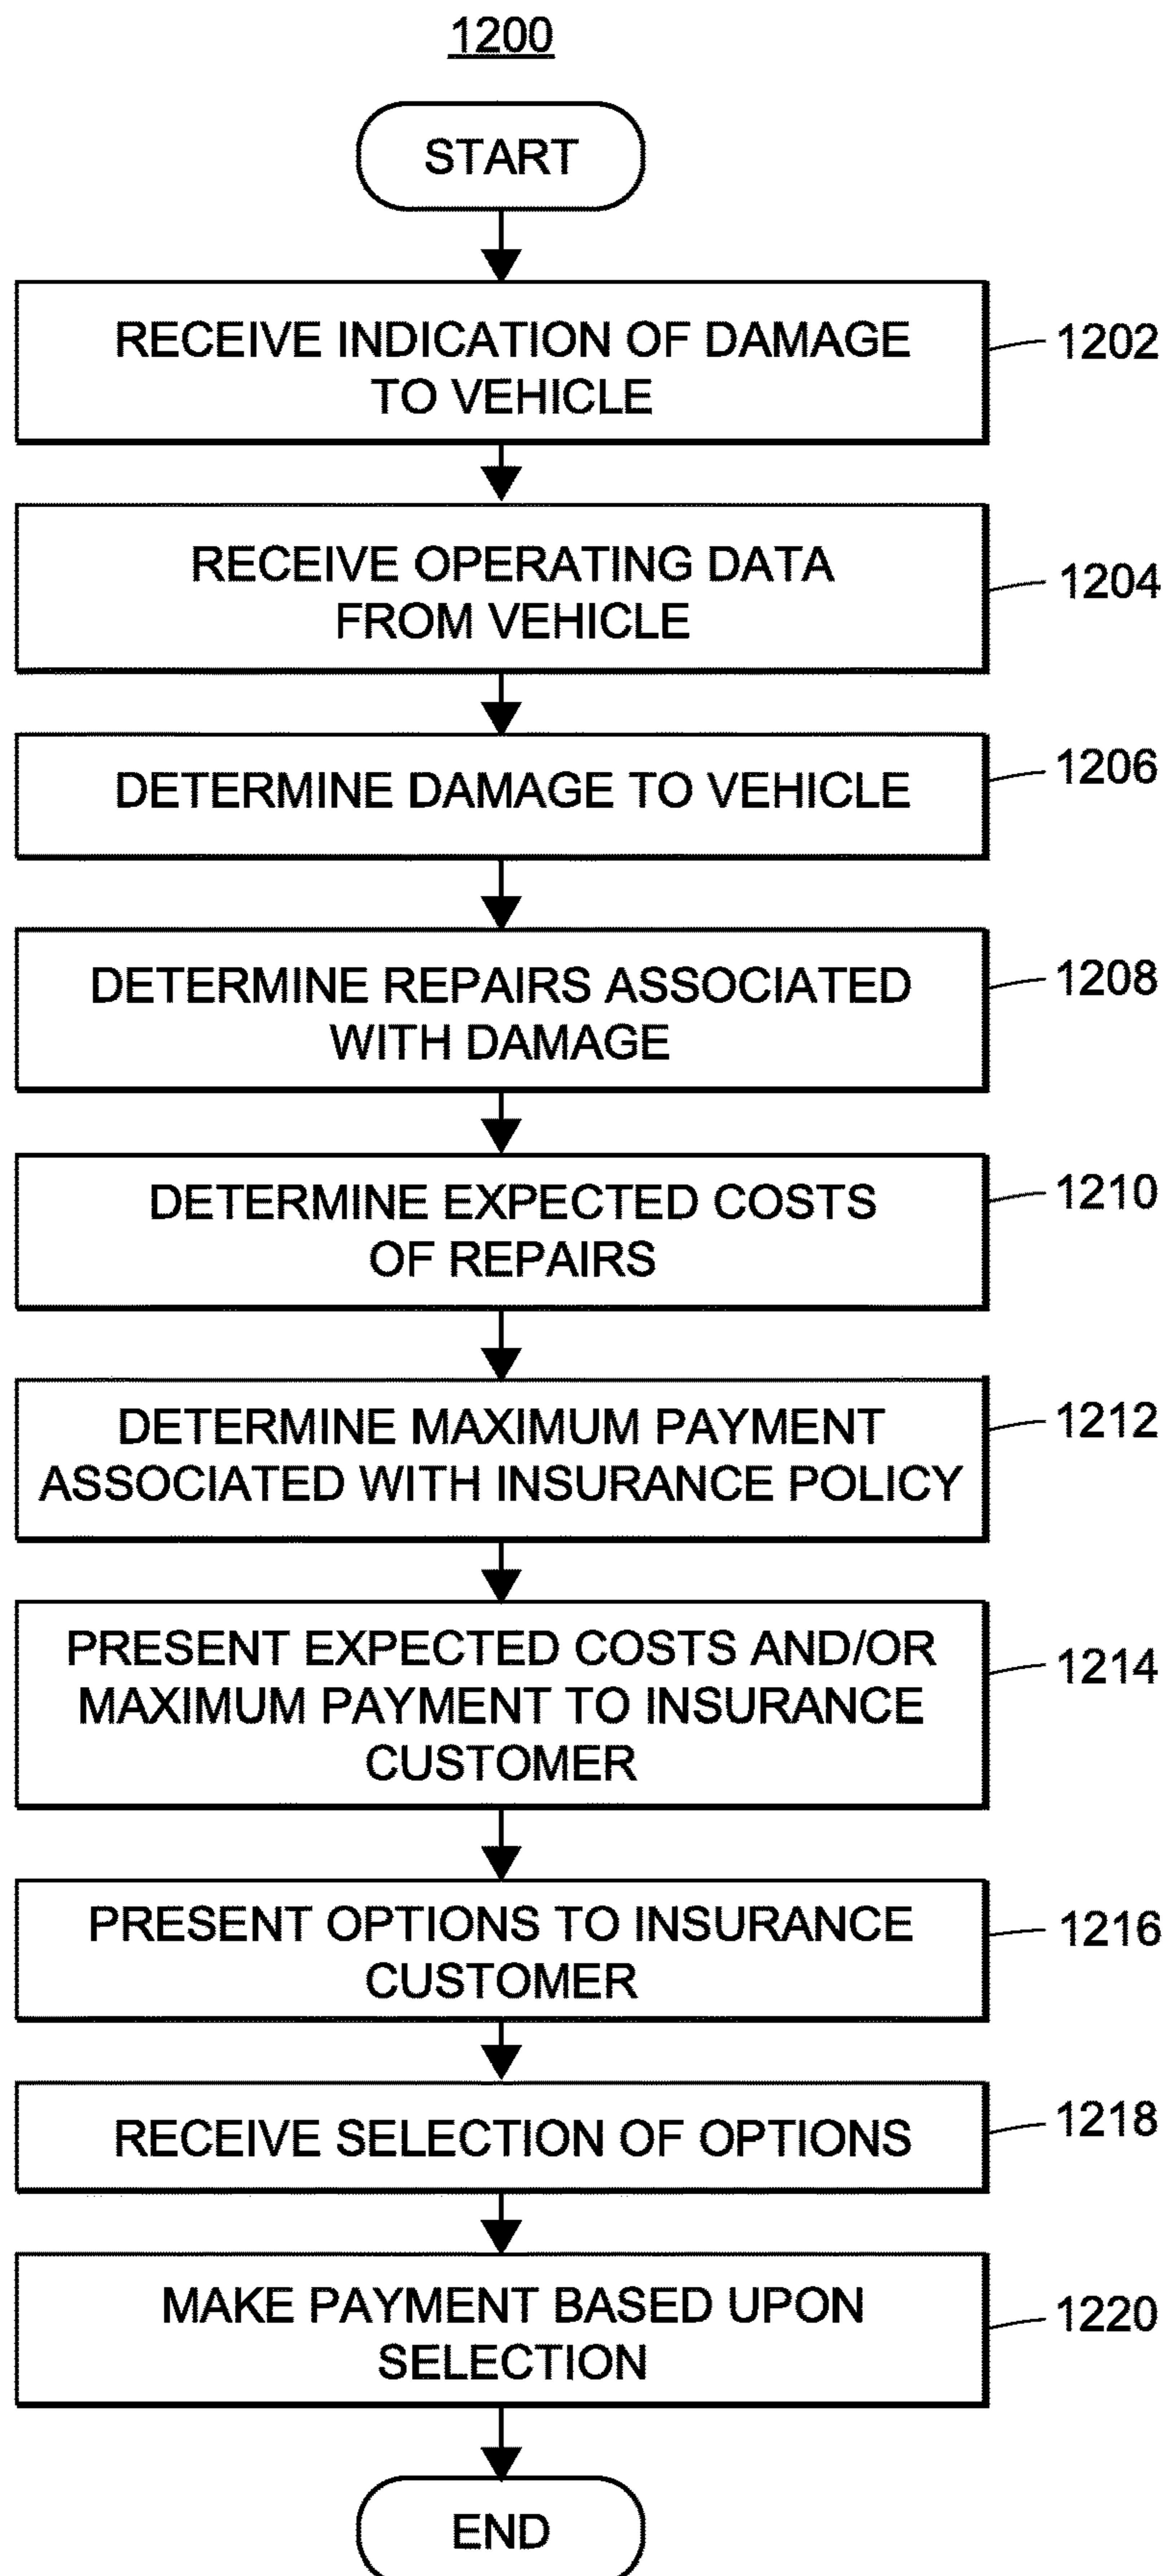 1200
START
RECEIVE INDICATION OF DAMAGE
TO VEHICLE
1202
RECEIVE OPERATING DATA
FROM VEHICLE
1204
DETERMINE DAMAGE TO VEHICLE
1206
DETERMINE REPAIRS ASSOCIATED
WITH DAMAGE
1208
DETERMINE EXPECTED COSTS
OF REPAIRS
1210
DETERMINE MAXIMUM PAYMENT
ASSOCIATED WITH INSURANCE POLICY
1212
PRESENT EXPECTED COSTS AND/OR
MAXIMUM PAYMENT TO INSURANCE
CUSTOMER
1214
PRESENT OPTIONS TO INSURANCE
CUSTOMER
1216
RECEIVE SELECTION OF OPTIONS
1218
MAKE PAYMENT BASED UPON
SELECTION
1220
END